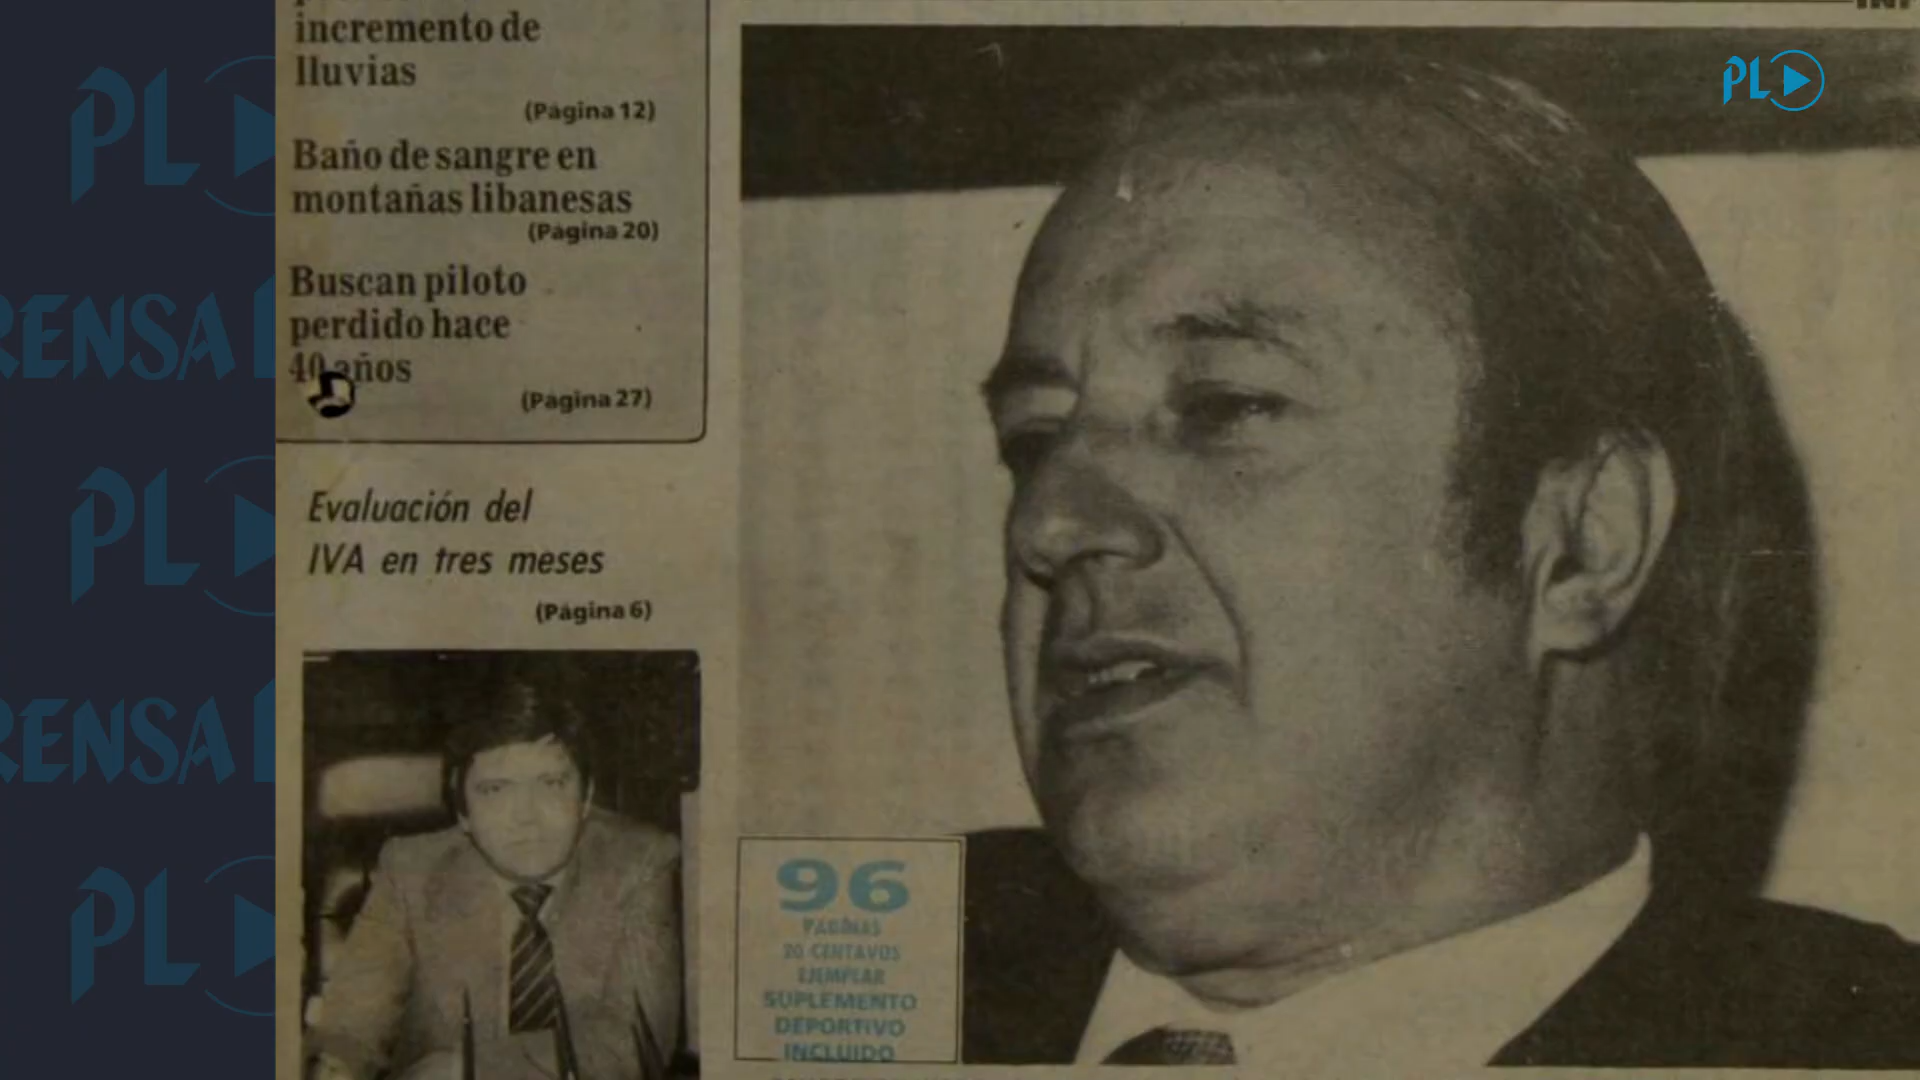 incremento de
lluvias
(Página 12)
Baño de sangre en
montañas libanesas
(Página 20)
Buscan piloto
perdido hace
40 años
(Página 27)
Evaluación del
IVA en tres meses
(Página 6)
96
PAGINAS
20 CENTAVOS
EJEMPLAR
SUPLEMENTO
DEPORTIVO
INCLUIDO
PL
PL
RENSA
PL
RENSA
PL